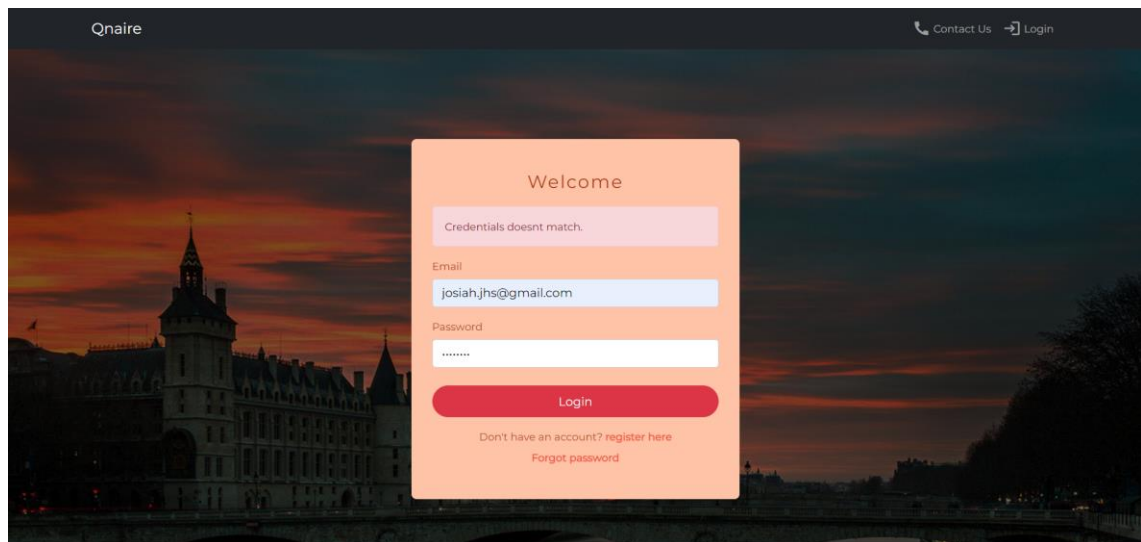 Qnaire
Contact Us
Login
Welcome
Credentials doesnt match.
Email
josiah.jhs@gmail.com
Password
••••••••
Login
Don't have an account? register here
Forgot password